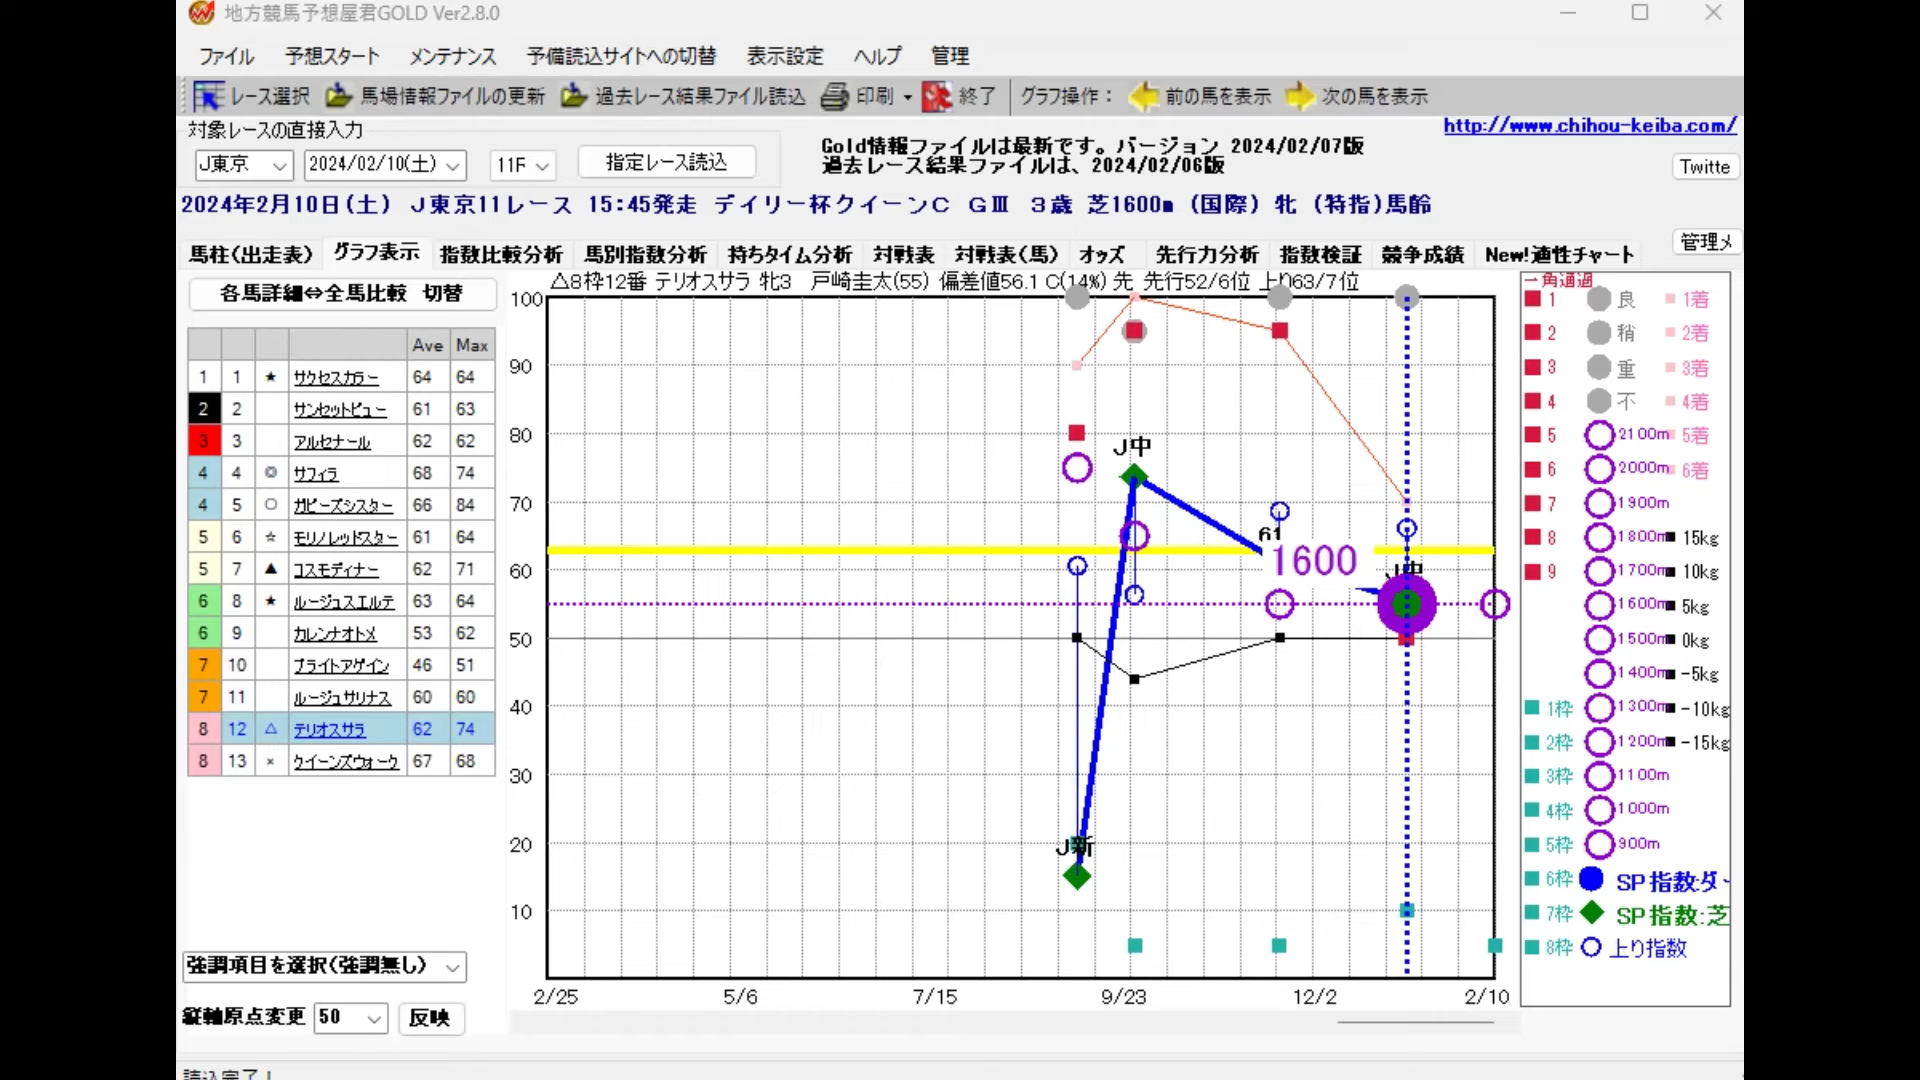 地方競馬予想屋君GOLD Ver2.8.0
ファイル 予想スタート メンテナンス 予備読込サイトへの切替 表示設定 ヘルプ 管理
レース選択 馬場情報ファイルの更新 過去レース結果ファイル読込 印刷 終了 グラフ操作： 前の馬を表示 次の馬を表示
対象レースの直接入力
http://www.chihou-keiba.com/
J東京 2024/02/10(土) 11R 指定レース読込
Gold情報ファイルは最新です。バージョン 2024/02/07版
過去レース結果ファイルは、2024/02/06版
Twitte
2024年2月10日(土) J東京11レース 15:45発走 デイリー杯クイーンC GⅢ 3歳 芝1600m (国際) 牝 (特指)馬齢
管理メ
馬柱(出走表) グラフ表示 指数比較分析 馬別指数分析 持ちタイム分析 対戦表 対戦表(馬) オッズ 先行力分析 指数検証 競争成績 New!適性チャート
各馬詳細⇔全馬比較 切替
△8枠12番 テリオスサラ 牝3 戸崎圭太(55) 偏差値56.1 C(14%) 先 先行52/6位 上り63/7位
Ave Max
1 1 ★ サクセスカラー 64 64
2 2 サンセットビュー 61 63
3 3 アルセナール 62 62
4 4 ◎ サフィラ 68 74
4 5 ○ ガビーズシスター 66 84
5 6 ☆ モリノレッドスター 61 64
5 7 ▲ コスモディナー 62 71
6 8 ★ ルージュスエルテ 63 64
6 9 カレンナオトメ 53 62
7 10 ブライトアゲイン 46 51
7 11 ルージュサリナス 60 60
8 12 △ テリオスサラ 62 74
8 13 × クイーンズウォーク 67 68
100
90
80
70
60
50
40
30
20
10
J中
61
1600
J中
J新
2/25 5/6 7/15 9/23 12/2 2/10
一角通過
1 良 1着
2 稍 2着
3 重 3着
4 不 4着
5 2100m 5着
6 2000m 6着
7 1900m
8 1800m 15kg
9 1700m 10kg
1600m 5kg
1500m 0kg
1400m -5kg
1枠 1300m -10kg
2枠 1200m -15kg
3枠 1100m
4枠 1000m
5枠 900m
6枠 SP指数:ダ
7枠 SP指数:芝
8枠 上り指数
強調項目を選択(強調無し)
縦軸原点変更 50 反映
読込完了！